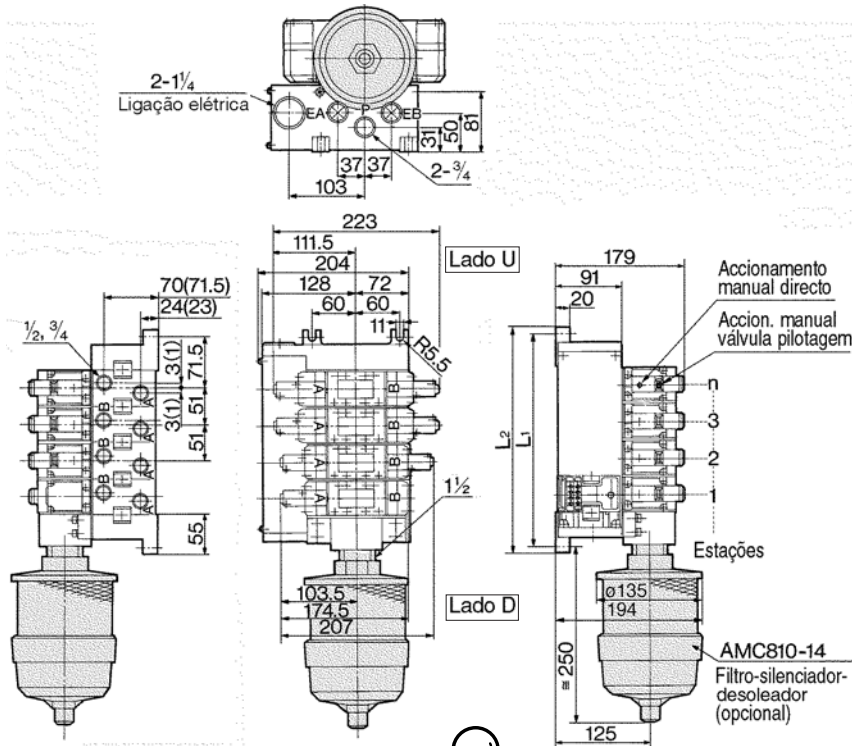 2-1¼
Ligação elétrica
EA
P
EB
31
50
81
37
37
2-¾
103
223
111.5
Lado U
204
128
72
60
60
11
R5.5
70(71.5)
24(23)
½, ¾
3(1)
71.5
3(1)
51
51
55
B
A
B
A
B
A
B
A
A
B
A
B
A
B
A
B
1½
103.5
174.5
207
Lado D
179
91
20
Accionamento
manual directo
Accion. manual
válvula pilotagem
n
3
2
1
L2
L1
Estações
ø135
194
≅ 250
AMC810-14
Filtro-silenciador-
desoleador
(opcional)
125